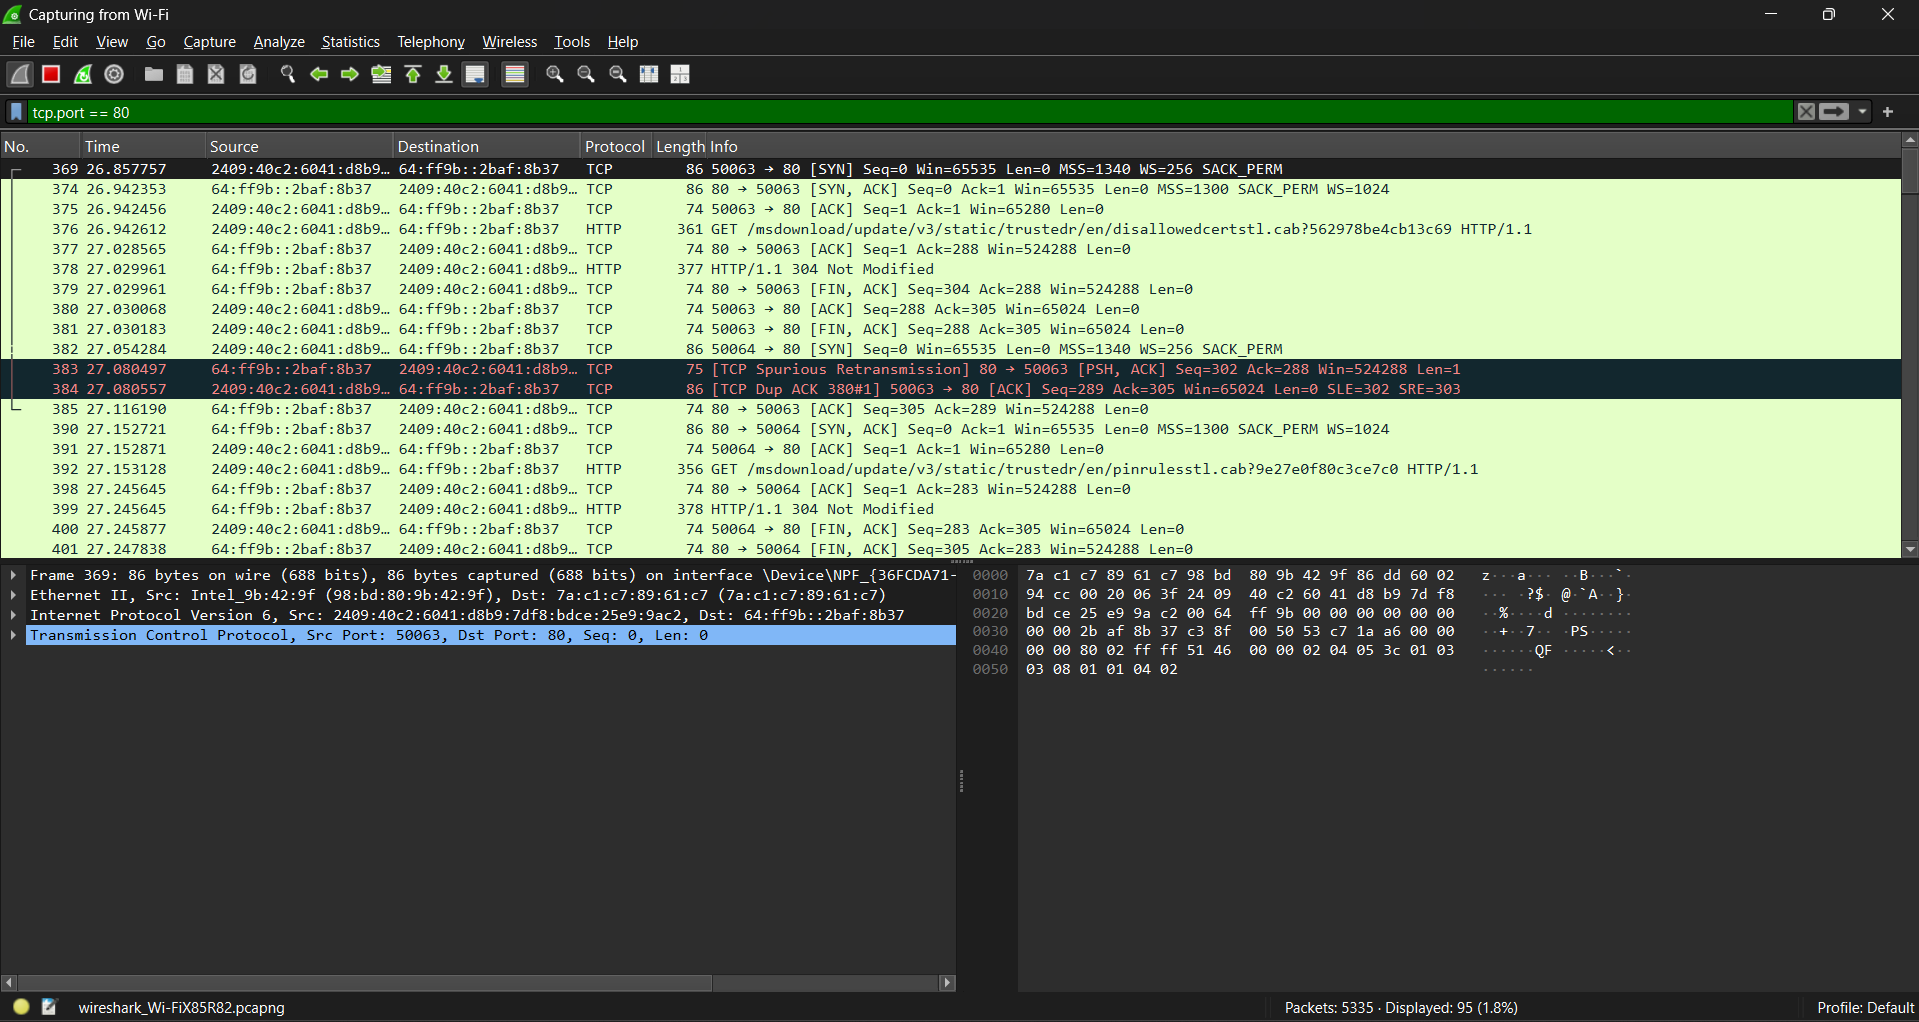 Capturing from Wi-Fi
File Edit View Go Capture Analyze Statistics Telephony Wireless Tools Help
tcp.port == 80
No. Time Source Destination Protocol Length Info
369 26.857757 2409:40c2:6041:d8b9… 64:ff9b::2baf:8b37 TCP 86 50063 → 80 [SYN] Seq=0 Win=65535 Len=0 MSS=1340 WS=256 SACK_PERM
374 26.942353 64:ff9b::2baf:8b37 2409:40c2:6041:d8b9… TCP 86 80 → 50063 [SYN, ACK] Seq=0 Ack=1 Win=65535 Len=0 MSS=1300 SACK_PERM WS=1024
375 26.942456 2409:40c2:6041:d8b9… 64:ff9b::2baf:8b37 TCP 74 50063 → 80 [ACK] Seq=1 Ack=1 Win=65280 Len=0
376 26.942612 2409:40c2:6041:d8b9… 64:ff9b::2baf:8b37 HTTP 361 GET /msdownload/update/v3/static/trustedr/en/disallowedcertstl.cab?562978be4cb13c69 HTTP/1.1
377 27.028565 64:ff9b::2baf:8b37 2409:40c2:6041:d8b9… TCP 74 80 → 50063 [ACK] Seq=1 Ack=288 Win=524288 Len=0
378 27.029961 64:ff9b::2baf:8b37 2409:40c2:6041:d8b9… HTTP 377 HTTP/1.1 304 Not Modified
379 27.029961 64:ff9b::2baf:8b37 2409:40c2:6041:d8b9… TCP 74 80 → 50063 [FIN, ACK] Seq=304 Ack=288 Win=524288 Len=0
380 27.030068 2409:40c2:6041:d8b9… 64:ff9b::2baf:8b37 TCP 74 50063 → 80 [ACK] Seq=288 Ack=305 Win=65024 Len=0
381 27.030183 2409:40c2:6041:d8b9… 64:ff9b::2baf:8b37 TCP 74 50063 → 80 [FIN, ACK] Seq=288 Ack=305 Win=65024 Len=0
382 27.054284 2409:40c2:6041:d8b9… 64:ff9b::2baf:8b37 TCP 86 50064 → 80 [SYN] Seq=0 Win=65535 Len=0 MSS=1340 WS=256 SACK_PERM
383 27.080497 64:ff9b::2baf:8b37 2409:40c2:6041:d8b9… TCP 75 [TCP Spurious Retransmission] 80 → 50063 [PSH, ACK] Seq=302 Ack=288 Win=524288 Len=1
384 27.080557 2409:40c2:6041:d8b9… 64:ff9b::2baf:8b37 TCP 86 [TCP Dup ACK 380#1] 50063 → 80 [ACK] Seq=289 Ack=305 Win=65024 Len=0 SLE=302 SRE=303
385 27.116190 64:ff9b::2baf:8b37 2409:40c2:6041:d8b9… TCP 74 80 → 50063 [ACK] Seq=305 Ack=289 Win=524288 Len=0
390 27.152721 64:ff9b::2baf:8b37 2409:40c2:6041:d8b9… TCP 86 80 → 50064 [SYN, ACK] Seq=0 Ack=1 Win=65535 Len=0 MSS=1300 SACK_PERM WS=1024
391 27.152871 2409:40c2:6041:d8b9… 64:ff9b::2baf:8b37 TCP 74 50064 → 80 [ACK] Seq=1 Ack=1 Win=65280 Len=0
392 27.153128 2409:40c2:6041:d8b9… 64:ff9b::2baf:8b37 HTTP 356 GET /msdownload/update/v3/static/trustedr/en/pinrulesstl.cab?9e27e0f80c3ce7c0 HTTP/1.1
398 27.245645 64:ff9b::2baf:8b37 2409:40c2:6041:d8b9… TCP 74 80 → 50064 [ACK] Seq=1 Ack=283 Win=524288 Len=0
399 27.245645 64:ff9b::2baf:8b37 2409:40c2:6041:d8b9… HTTP 378 HTTP/1.1 304 Not Modified
400 27.245877 2409:40c2:6041:d8b9… 64:ff9b::2baf:8b37 TCP 74 50064 → 80 [FIN, ACK] Seq=283 Ack=305 Win=65024 Len=0
401 27.247838 64:ff9b::2baf:8b37 2409:40c2:6041:d8b9… TCP 74 80 → 50064 [FIN, ACK] Seq=305 Ack=283 Win=524288 Len=0
Frame 369: 86 bytes on wire (688 bits), 86 bytes captured (688 bits) on interface \Device\NPF_{36FCDA71-
Ethernet II, Src: Intel_9b:42:9f (98:bd:80:9b:42:9f), Dst: 7a:c1:c7:89:61:c7 (7a:c1:c7:89:61:c7)
Internet Protocol Version 6, Src: 2409:40c2:6041:d8b9:7df8:bdce:25e9:9ac2, Dst: 64:ff9b::2baf:8b37
Transmission Control Protocol, Src Port: 50063, Dst Port: 80, Seq: 0, Len: 0
0000 7a c1 c7 89 61 c7 98 bd 80 9b 42 9f 86 dd 60 02 z···a··· ··B···`·
0010 94 cc 00 20 06 3f 24 09 40 c2 60 41 d8 b9 7d f8 ··· ·?$· @·`A··}·
0020 bd ce 25 e9 9a c2 00 64 ff 9b 00 00 00 00 00 00 ··%····d ········
0030 00 00 2b af 8b 37 c3 8f 00 50 53 c7 1a a6 00 00 ··+··7·· ·PS·····
0040 00 00 80 02 ff ff 51 46 00 00 02 04 05 3c 01 03 ······QF ·····<··
0050 03 08 01 01 04 02 ······
wireshark_Wi-FiX85R82.pcapng
Packets: 5335 · Displayed: 95 (1.8%)
Profile: Default